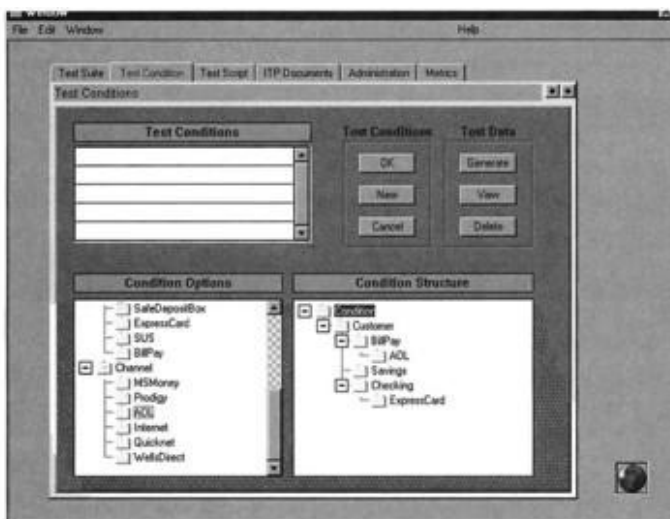 Window
File Edit Window Help
Test Suite Test Condition Test Script ITP Documents Administration Metrics
Test Conditions
Test Conditions Test Conditions Test Data
OK Generate
New View
Cancel Delete
Condition Options Condition Structure
SafeDepositBox Condition
ExpressCard Customer
SUS BillPay
BillPay AOL
Channel Savings
MSMoney Checking
Prodigy ExpressCard
AOL
Internet
Quicknet
WellsDirect